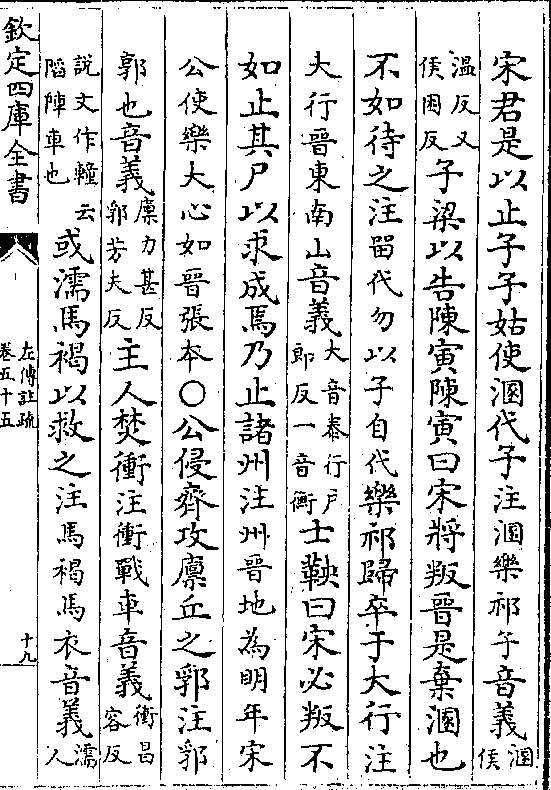 宋君是以止子子姑使溷代子注溷樂祁子音義溷侯
溫反又侯困反子梁以告陳寅陳寅曰宋將叛晉是棄溷也
不如待之注留代勿以子自代樂祁歸卒于大行注
大行晉東南山音義大音泰行戶郎反一音衡士鞅曰宋必叛不
如止其尸以求成焉乃止諸州注州晉地為明年宋
公使樂大心如晉張本○公侵齊攻廩丘之郛注郛
郭也音義廩力甚反郛芳夫反主人焚衝注衝戰車音義衝昌容反
說文作䡴云䧟陣車也或濡馬褐以救之注馬褐馬衣音義濡人
欽定四庫全書
左傳註疏
卷五十五
十九